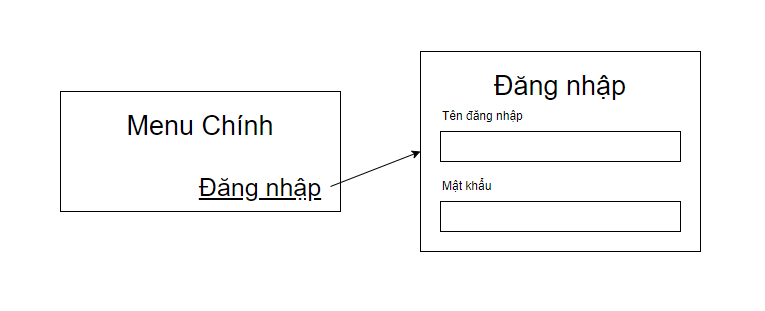 Menu Chính
Đăng nhập
Đăng nhập
Tên đăng nhập
Mật khẩu